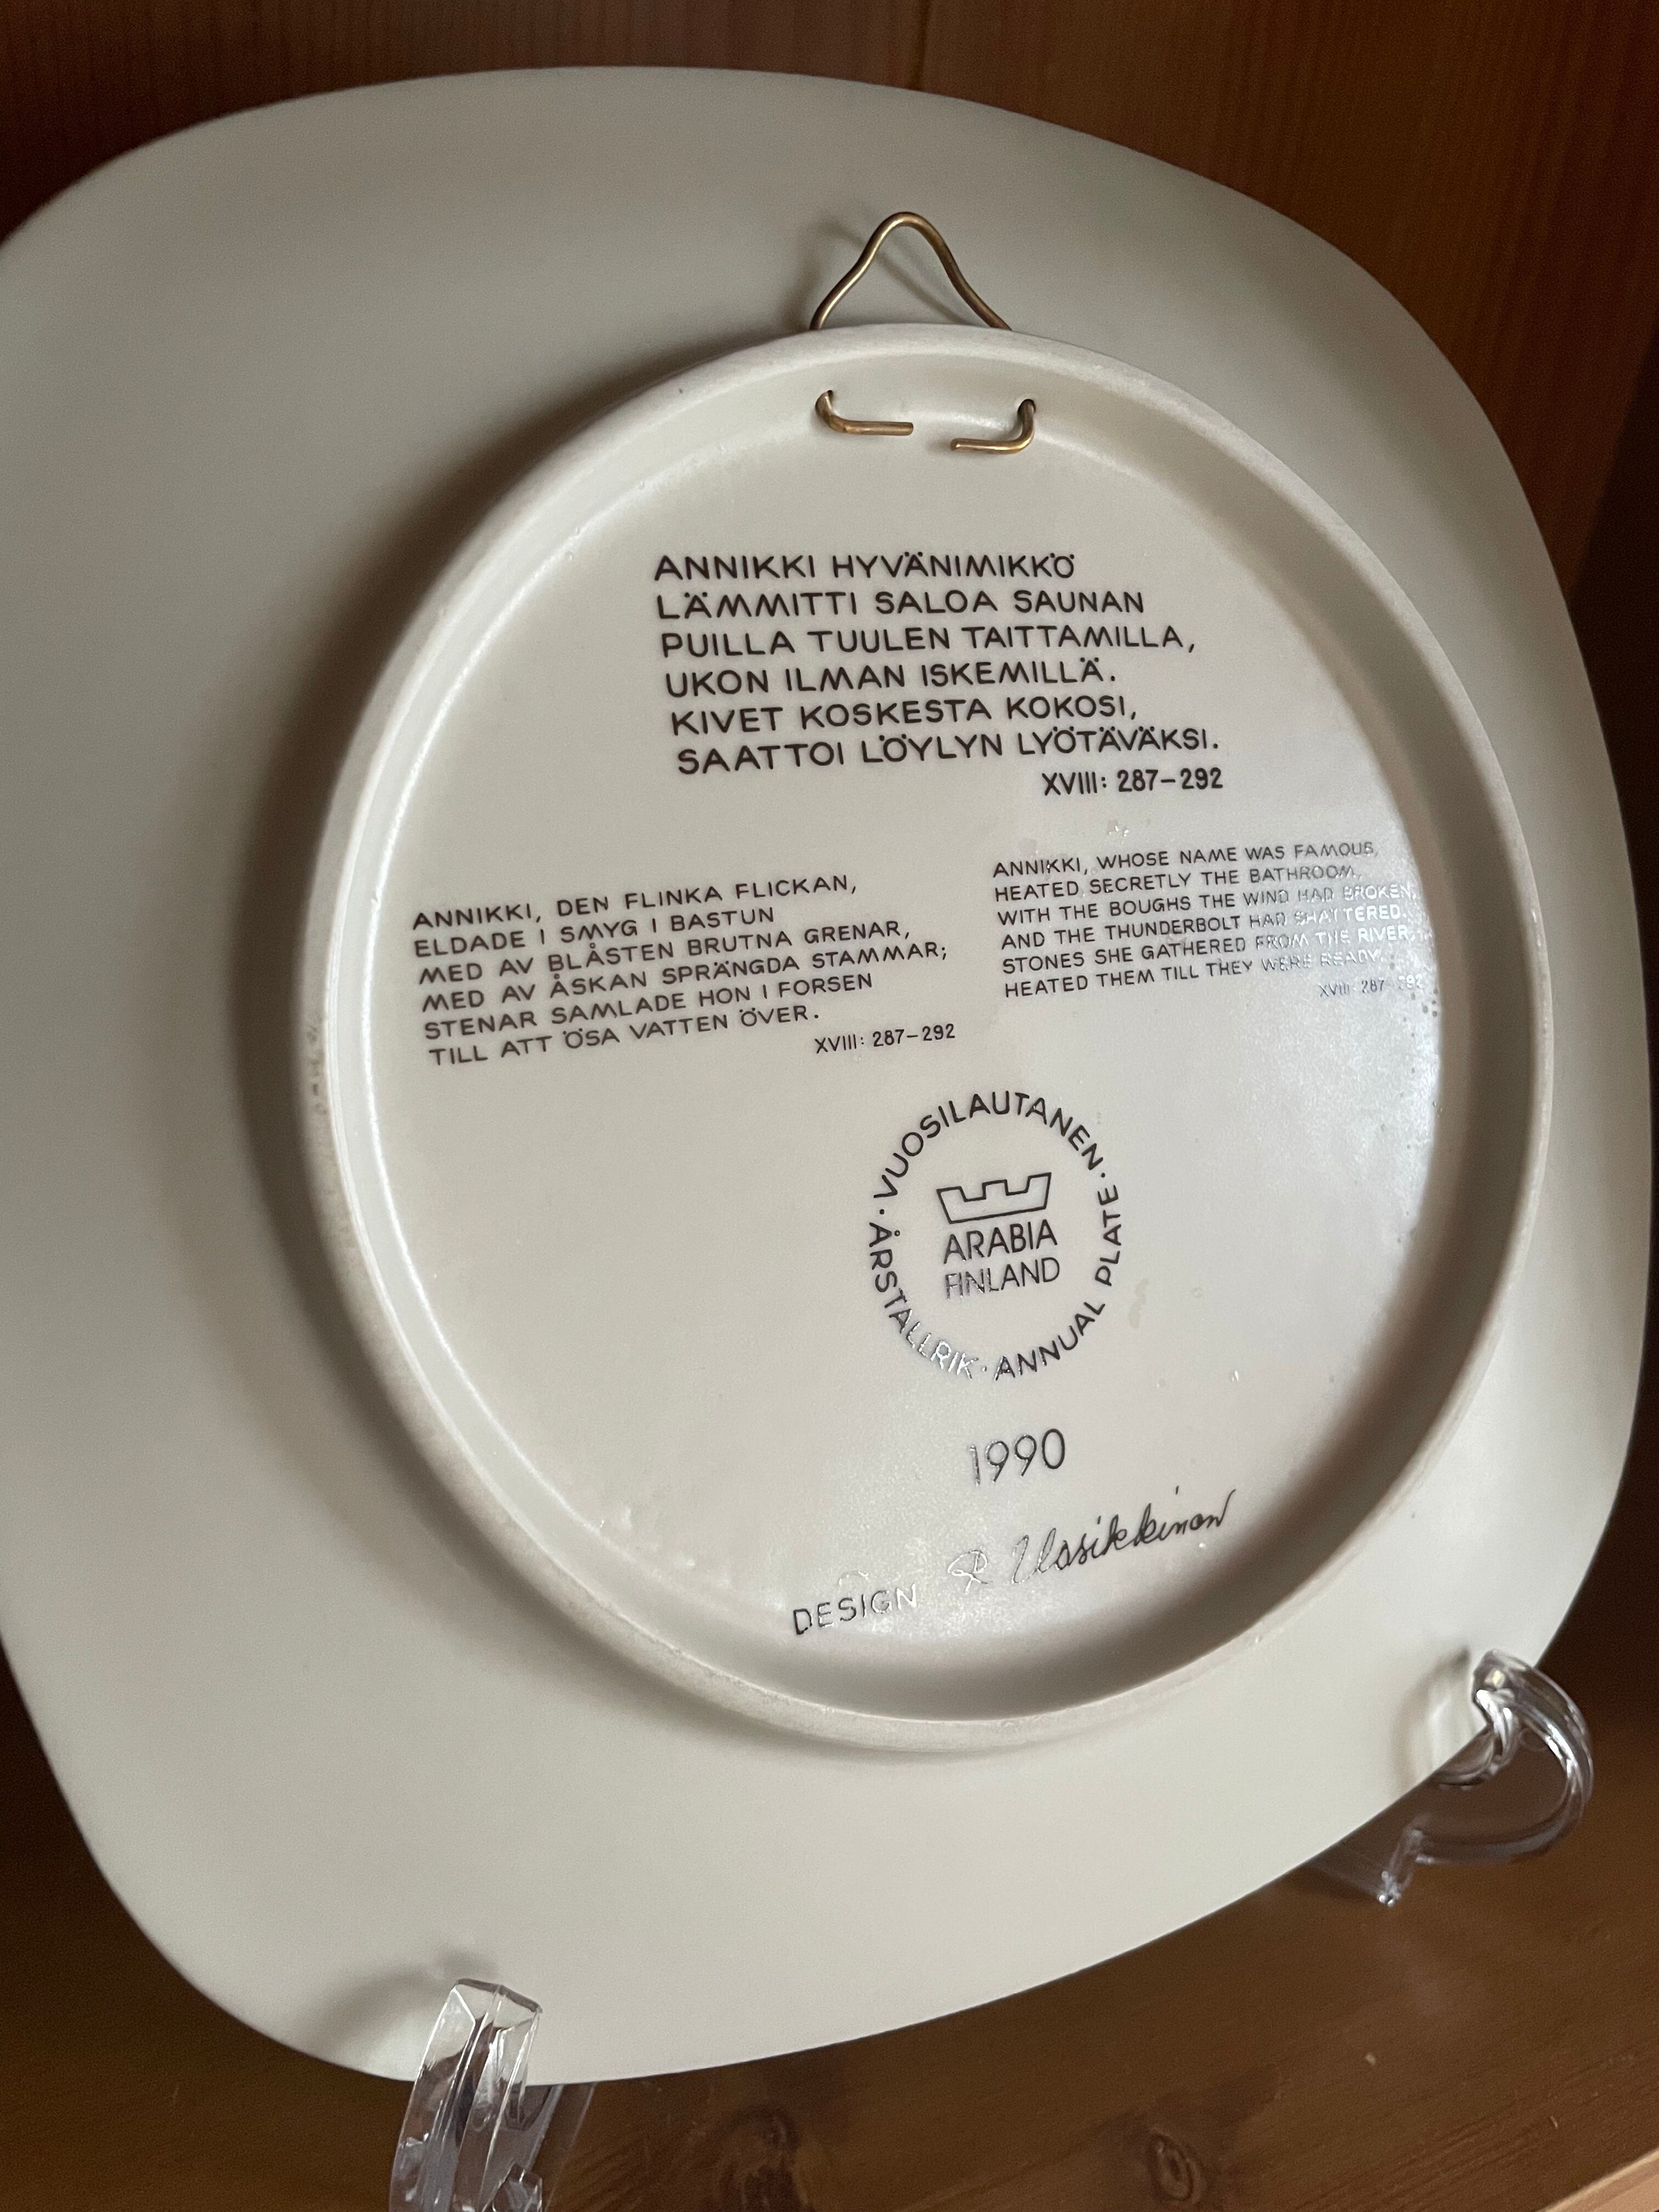 ANNIKKI HYVÄNIMIKKÖ
LÄMMITTI SALOA SAUNAN
PUILLA TUULEN TAITTAMILLA,
UKON ILMAN ISKEMILLÄ.
KIVET KOSKESTA KOKOSI,
SAATTOI LÖYLYN LYÖTÄVÄKSI.
XVIII: 287-292
ANNIKKI, DEN FLINKA FLICKAN,
ELDADE I SMYG I BASTUN
MED AV BLÅSTEN BRUTNA GRENAR,
MED AV ÅSKAN SPRÄNGDA STAMMAR;
STENAR SAMLADE HON I FORSEN
TILL ATT ÖSA VATTEN ÖVER.
XVIII: 287-292
ANNIKKI, WHOSE NAME WAS FAMOUS,
HEATED SECRETLY THE BATHROOM,
WITH THE BOUGHS THE WIND HAD BROKEN,
AND THE THUNDERBOLT HAD SHATTERED.
STONES SHE GATHERED FROM THE RIVER,
HEATED THEM TILL THEY WERE READY.
XVIII: 287-292
VUOSILAUTANEN · ANNUAL PLATE · ÅRSTALLRIK ·
ARABIA
FINLAND
1990
DESIGN R Uosikkinen